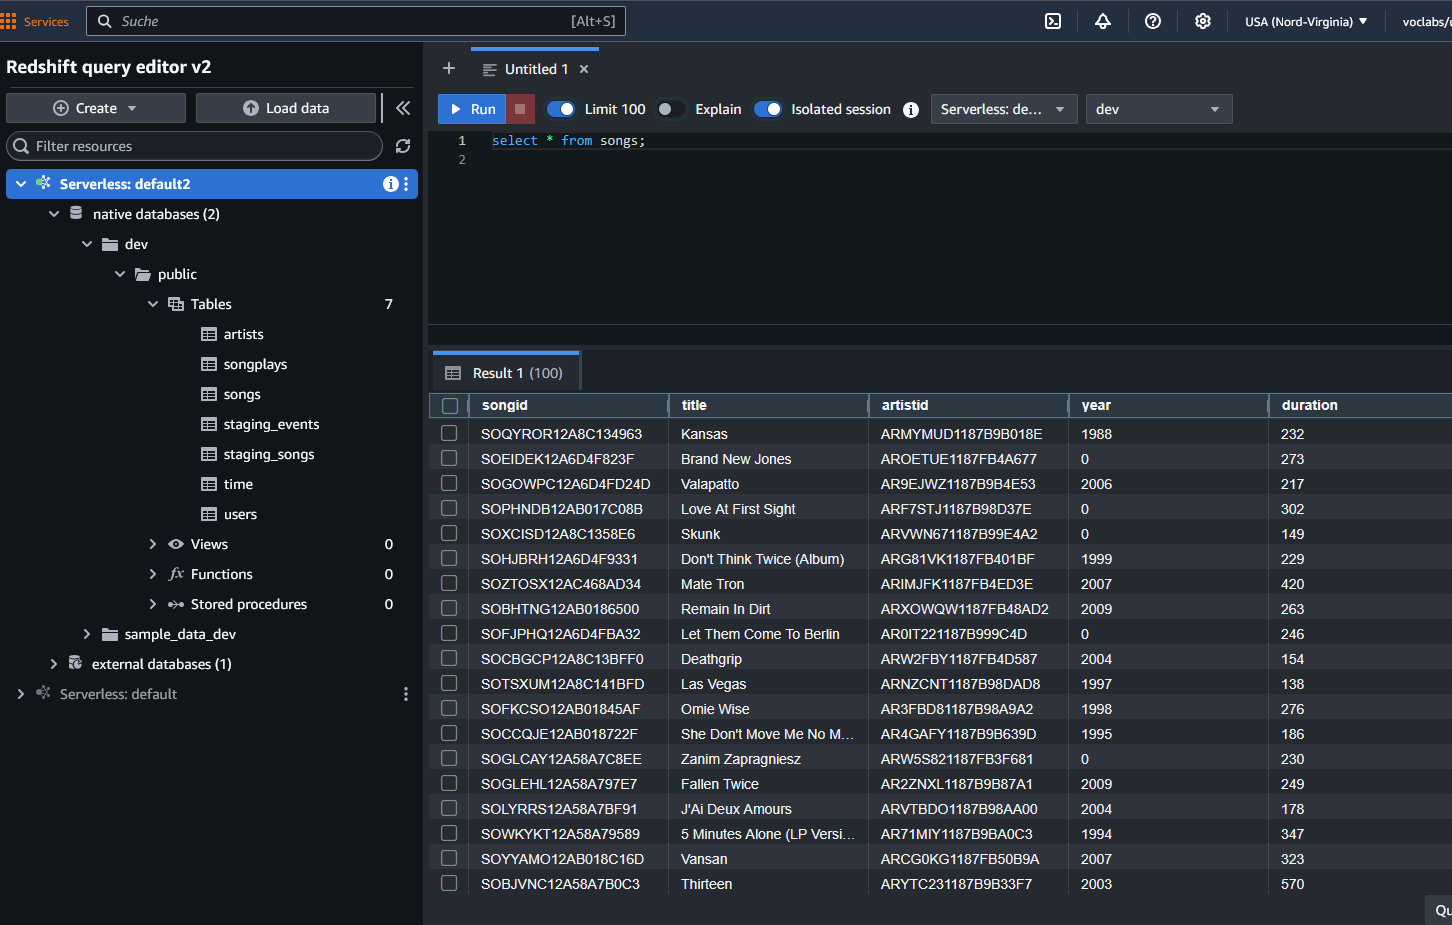 Services Suche [Alt+S] USA (Nord-Virginia) voclabs/
Redshift query editor v2
Create Load data
Filter resources
Serverless: default2
native databases (2)
dev
public
Tables 7
artists
songplays
songs
staging_events
staging_songs
time
users
Views 0
fx Functions 0
Stored procedures 0
sample_data_dev
external databases (1)
Serverless: default
Untitled 1
Run Limit 100 Explain Isolated session Serverless: de... dev
1 select * from songs;
2
Result 1 (100)
songid title artistid year duration
SOQYROR12A8C134963 Kansas ARMYMUD1187B9B018E 1988 232
SOEIDEK12A6D4F823F Brand New Jones AROETUE1187FB4A677 0 273
SOGOWPC12A6D4FD24D Valapatto AR9EJWZ1187B9B4E53 2006 217
SOPHNDB12AB017C08B Love At First Sight ARF7STJ1187B98D37E 0 302
SOXCISD12A8C1358E6 Skunk ARVWN671187B99E4A2 0 149
SOHJBRH12A6D4F9331 Don't Think Twice (Album) ARG81VK1187FB401BF 1999 229
SOZTOSX12AC468AD34 Mate Tron ARIMJFK1187FB4ED3E 2007 420
SOBHTNG12AB0186500 Remain In Dirt ARXOWQW1187FB48AD2 2009 263
SOFJPHQ12A6D4FBA32 Let Them Come To Berlin AR0IT221187B999C4D 0 246
SOCBGCP12A8C13BFF0 Deathgrip ARW2FBY1187FB4D587 2004 154
SOTSXUM12A8C141BFD Las Vegas ARNZCNT1187B98DAD8 1997 138
SOFKCSO12AB01845AF Omie Wise AR3FBD81187B98A9A2 1998 276
SOCCQJE12AB018722F She Don't Move Me No M... AR4GAFY1187B9B639D 1995 186
SOGLCAY12A58A7C8EE Zanim Zapragniesz ARW5S821187FB3F681 0 230
SOGLEHL12A58A797E7 Fallen Twice AR2ZNXL1187B9B87A1 2009 249
SOLYRRS12A58A7BF91 J'Ai Deux Amours ARVTBDO1187B98AA00 2004 178
SOWKYKT12A58A79589 5 Minutes Alone (LP Versi... AR71MIY1187B9BA0C3 1994 347
SOYYAMO12AB018C16D Vansan ARCG0KG1187FB50B9A 2007 323
SOBJVNC12A58A7B0C3 Thirteen ARYTC231187B9B33F7 2003 570
Qu